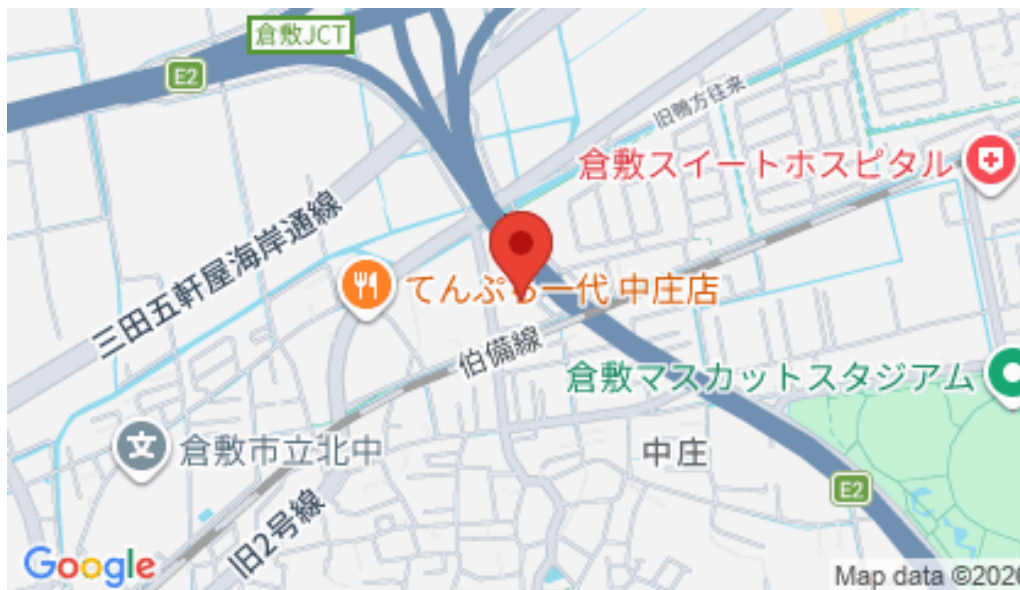 倉敷JCT
E2
旧鴨方往来
倉敷スイートホスピタル
三田五軒屋海岸通線
てんぷら一代 中庄店
伯備線
倉敷マスカットスタジアム
倉敷市立北中
中庄
E2
旧2号線
Google
Map data ©2026